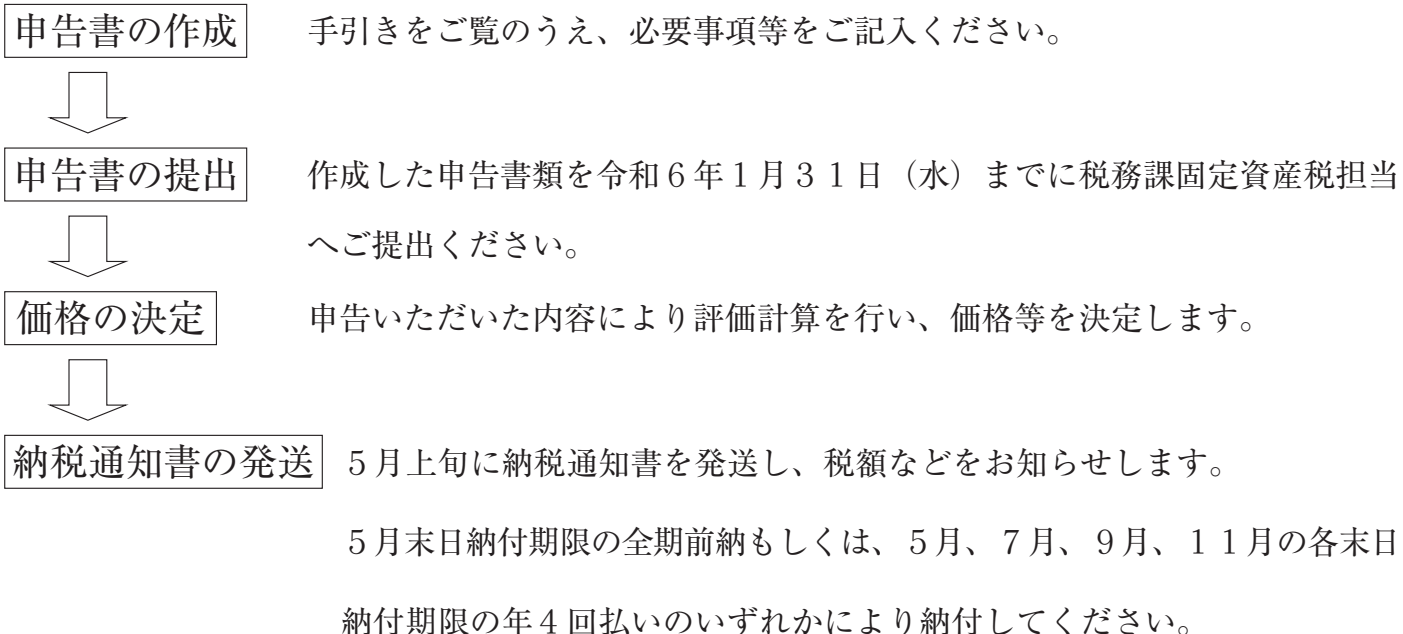 申告書の作成 手引きをご覧のうえ、必要事項等をご記入ください。
申告書の提出 作成した申告書類を令和６年１月３１日（水）までに税務課固定資産税担当
へご提出ください。
価格の決定 申告いただいた内容により評価計算を行い、価格等を決定します。
納税通知書の発送 ５月上旬に納税通知書を発送し、税額などをお知らせします。
５月末日納付期限の全期前納もしくは、５月、７月、９月、１１月の各末日
納付期限の年４回払いのいずれかにより納付してください。